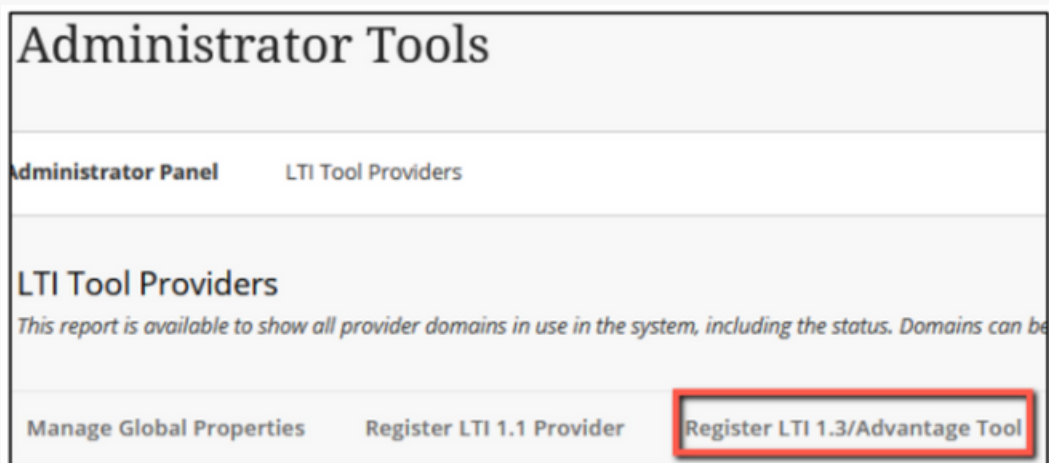 Administrator Tools
Administrator Panel LTI Tool Providers
LTI Tool Providers
This report is available to show all provider domains in use in the system, including the status. Domains can be
Manage Global Properties Register LTI 1.1 Provider Register LTI 1.3/Advantage Tool